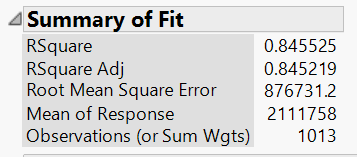 Summary of Fit
RSquare 0.845525
RSquare Adj 0.845219
Root Mean Square Error 876731.2
Mean of Response 2111758
Observations (or Sum Wgts) 1013